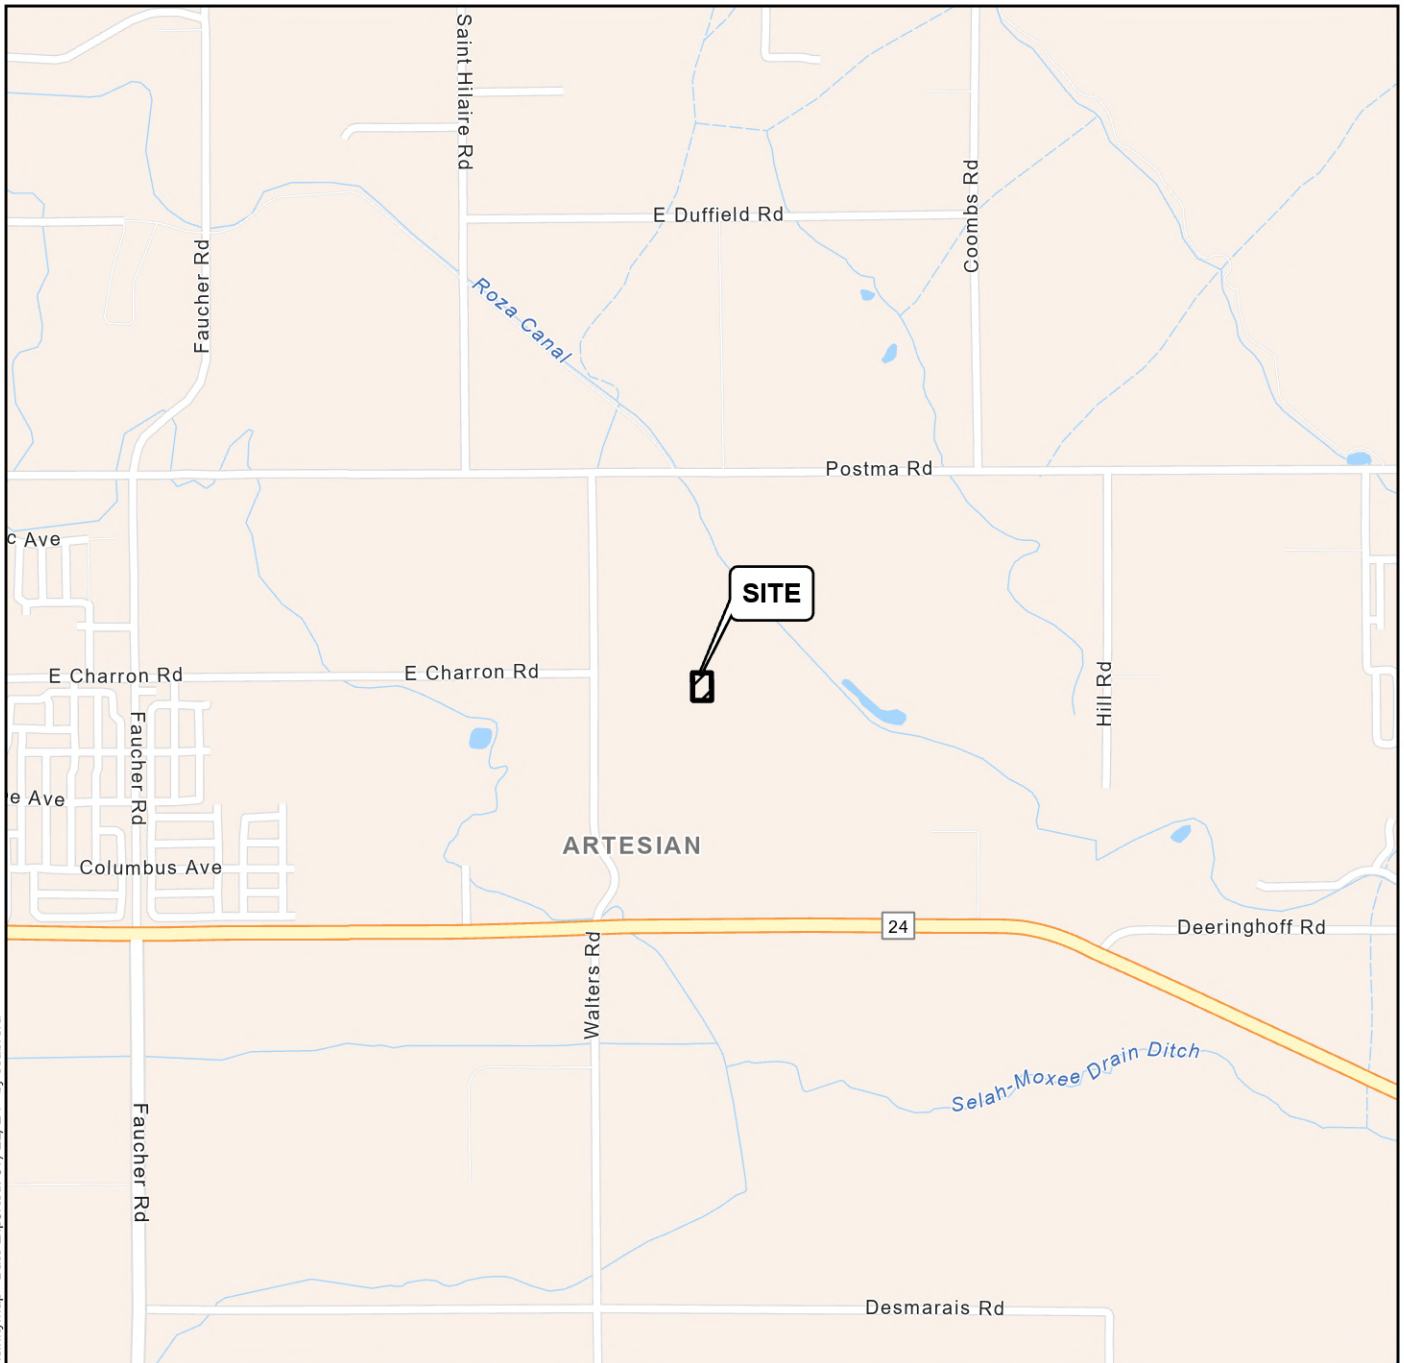 Saint Hilaire Rd
Coombs Rd
E Duffield Rd
Faucher Rd
Roza Canal
Postma Rd
c Ave
SITE
E Charron Rd
E Charron Rd
Hill Rd
Faucher Rd
e Ave
ARTESIAN
Columbus Ave
24
Deeringhoff Rd
Walters Rd
Selah-Moxee Drain Ditch
Faucher Rd
Desmarais Rd